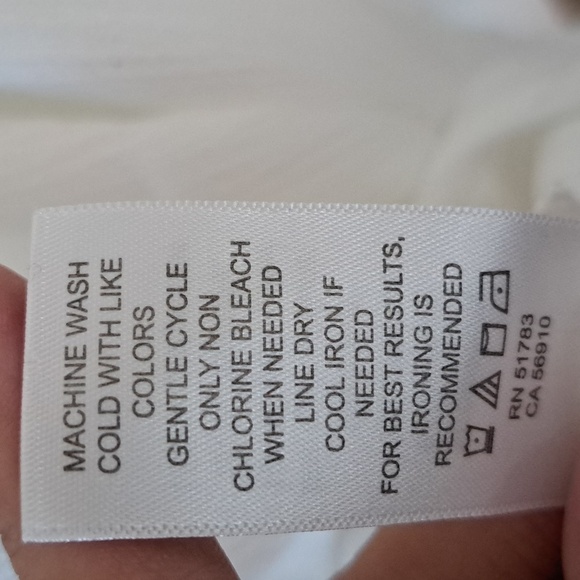 MACHINE WASH
COLD WITH LIKE
COLORS
GENTLE CYCLE
ONLY NON
CHLORINE BLEACH
WHEN NEEDED
LINE DRY
COOL IRON IF
NEEDED
FOR BEST RESULTS,
IRONING IS
RECOMMENDED
RN 51783
CA 56910